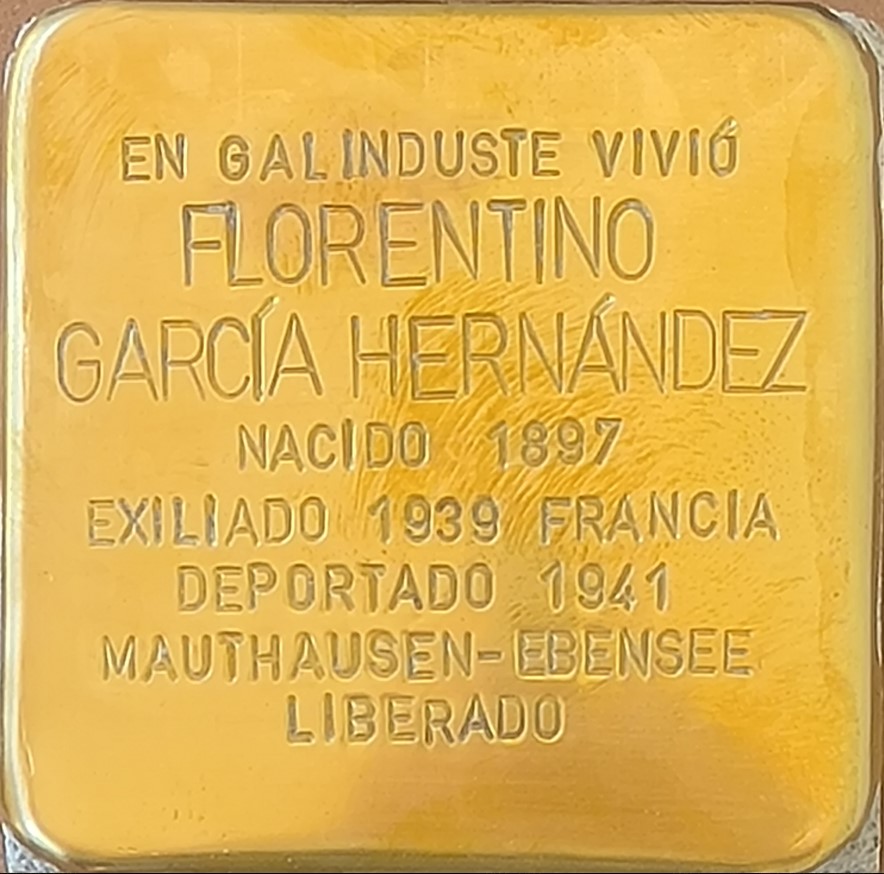 EN GALINDUSTE VIVIÓ
FLORENTINO
GARCÍA HERNÁNDEZ
NACIDO 1897
EXILIADO 1939 FRANCIA
DEPORTADO 1941
MAUTHAUSEN-EBENSEE
LIBERADO